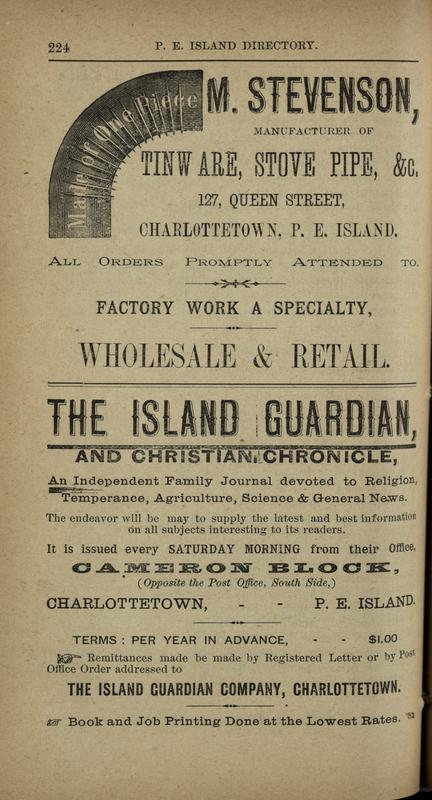 224
P. E. ISLAND DIRECTORY.
Made of One Piece
M. STEVENSON,
MANUFACTURER OF
TINWARE, STOVE PIPE, &c,
127, QUEEN STREET,
CHARLOTTETOWN, P. E. ISLAND.
ALL ORDERS PROMPTLY ATTENDED TO.
FACTORY WORK A SPECIALTY,
WHOLESALE & RETAIL.
THE ISLAND GUARDIAN,
AND CHRISTIAN CHRONICLE,
An Independent Family Journal devoted to Religion,
Temperance, Agriculture, Science & General News.
The endeavor will be may to supply the latest and best information
on all subjects interesting to its readers.
It is issued every SATURDAY MORNING from their Office,
CAMERON BLOCK,
(Opposite the Post Office, South Side,)
CHARLOTTETOWN, - - P. E. ISLAND.
TERMS: PER YEAR IN ADVANCE, - - $1.00
Remittances made be made by Registered Letter or by Post
Office Order addressed to
THE ISLAND GUARDIAN COMPANY, CHARLOTTETOWN.
Book and Job Printing Done at the Lowest Rates.